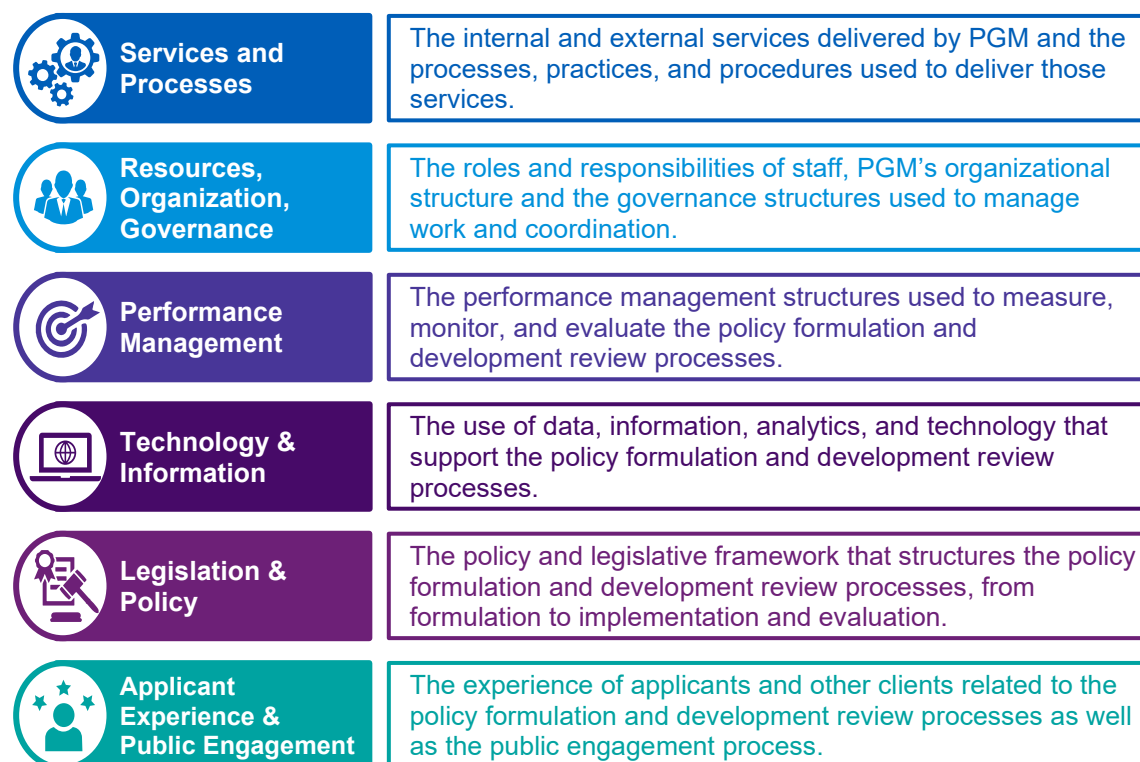 Services and
Processes
The internal and external services delivered by PGM and the
processes, practices, and procedures used to deliver those
services.
Resources,
Organization,
Governance
The roles and responsibilities of staff, PGM’s organizational
structure and the governance structures used to manage
work and coordination.
Performance
Management
The performance management structures used to measure,
monitor, and evaluate the policy formulation and
development review processes.
Technology &
Information
The use of data, information, analytics, and technology that
support the policy formulation and development review
processes.
Legislation &
Policy
The policy and legislative framework that structures the policy
formulation and development review processes, from
formulation to implementation and evaluation.
Applicant
Experience &
Public Engagement
The experience of applicants and other clients related to the
policy formulation and development review processes as well
as the public engagement process.